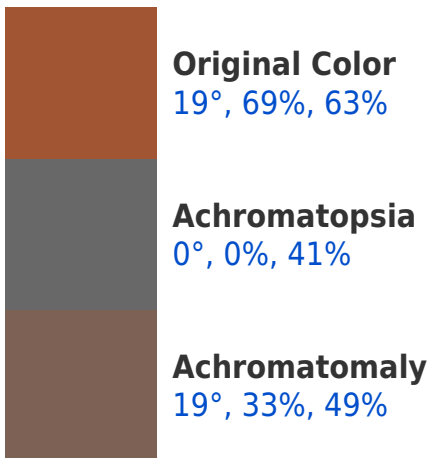 Original Color
19°, 69%, 63%
Achromatopsia
0°, 0%, 41%
Achromatomaly
19°, 33%, 49%